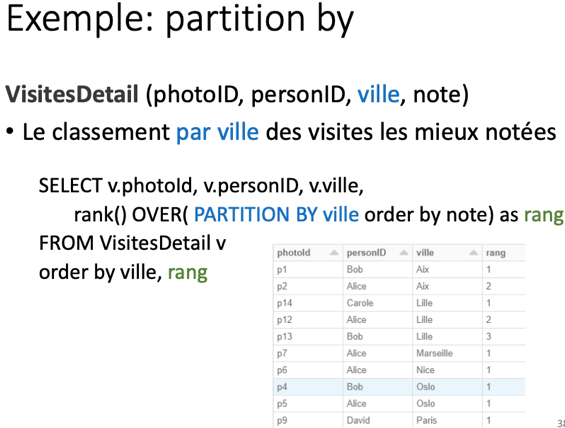 Exemple: partition by
VisitesDetail (photoID, personID, ville, note)
• Le classement par ville des visites les mieux notées
SELECT v.photoId, v.personID, v.ville,
rank() OVER( PARTITION BY ville order by note) as rang
FROM VisitesDetail v
order by ville, rang
photoId personID ville rang
p1 Bob Aix 1
p2 Alice Aix 2
p14 Carole Lille 1
p12 Alice Lille 2
p13 Bob Lille 3
p7 Alice Marseille 1
p6 Alice Nice 1
p4 Bob Oslo 1
p5 Alice Oslo 1
p9 David Paris 1